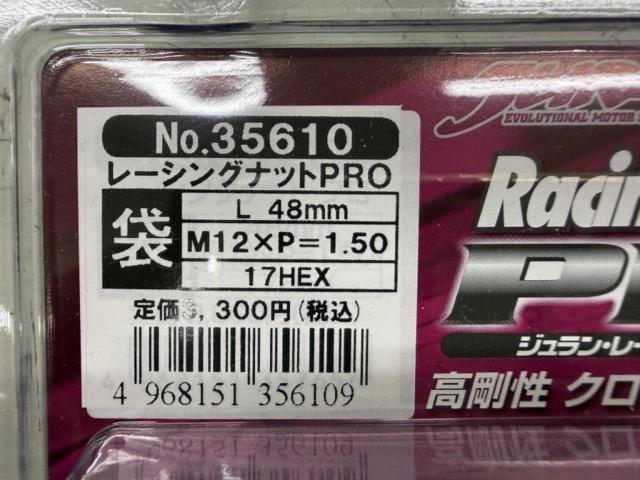 No.35610
レーシングナットPRO
袋
L 48mm
M12×P=1.50
17HEX
定価3,300円(税込)
4 968151 356109
EVOLUTIONAL MOTOR
Racin
ジュラン・レー
高剛性 クロ